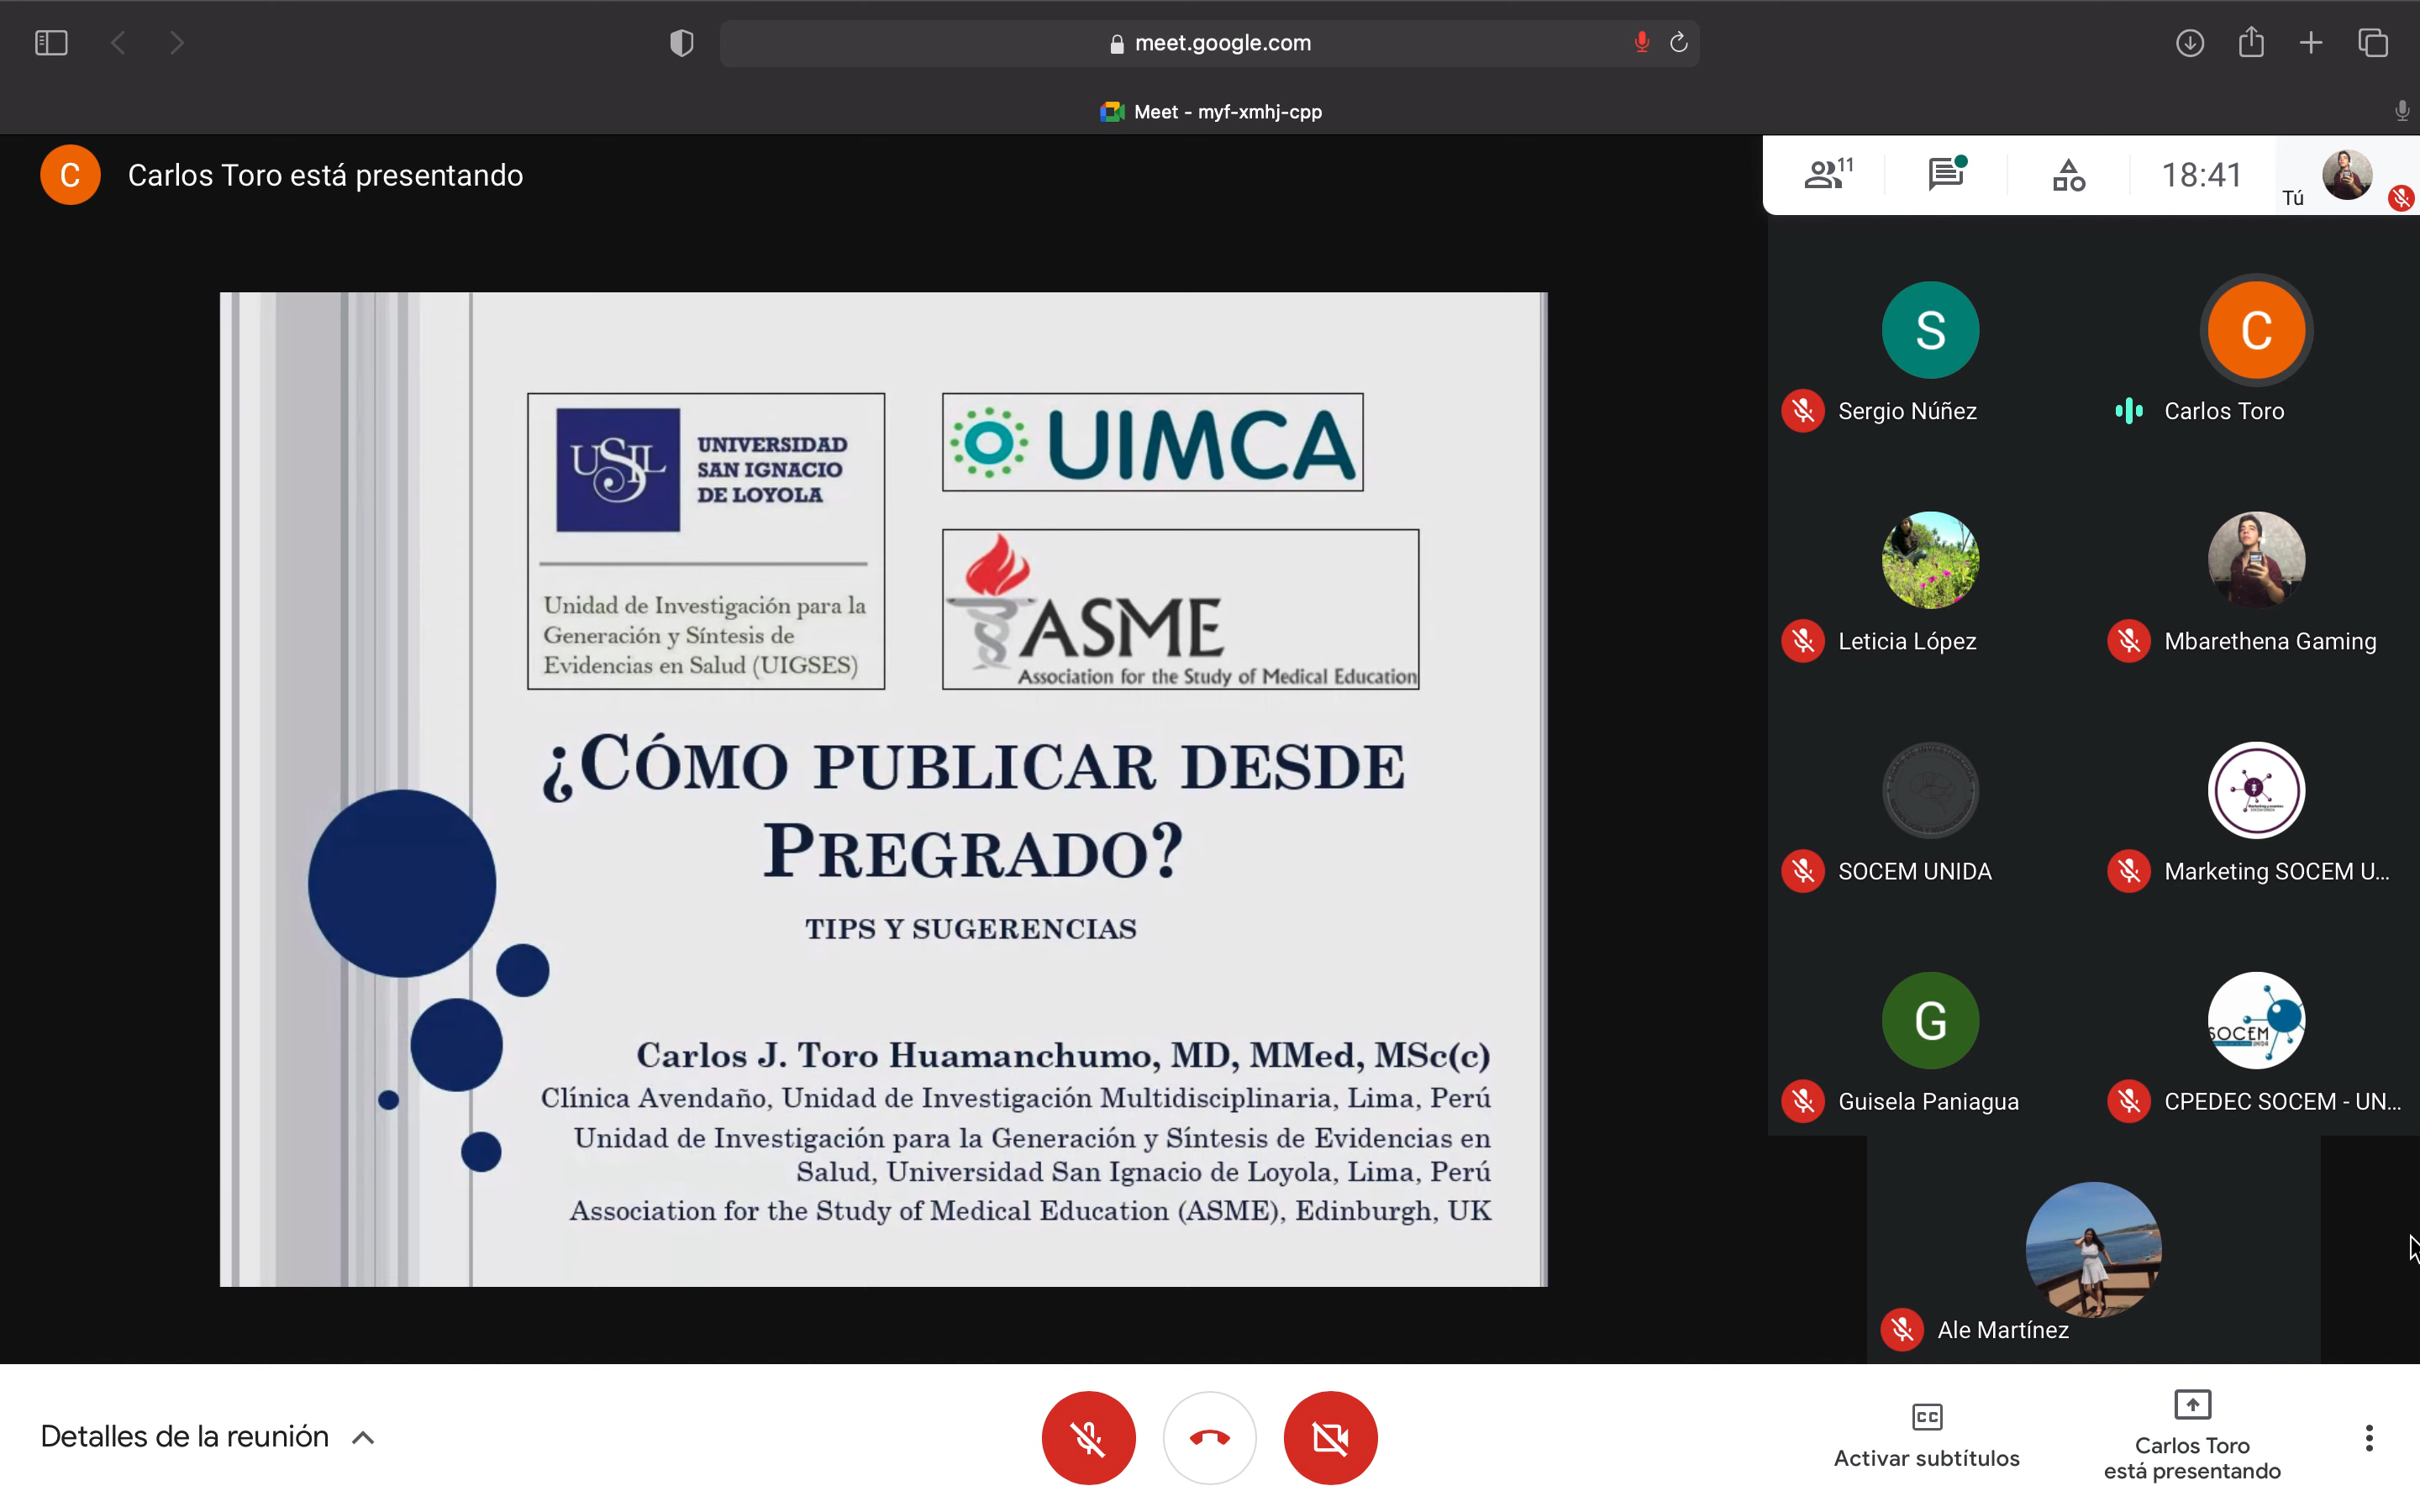 meet.google.com
Meet - myf-xmhj-cpp
C
Carlos Toro está presentando
11
18:41
Tú
USIL
UNIVERSIDAD
SAN IGNACIO
DE LOYOLA
Unidad de Investigación para la
Generación y Síntesis de
Evidencias en Salud (UIGSES)
UIMCA
ASME
Association for the Study of Medical Education
¿CÓMO PUBLICAR DESDE
PREGRADO?
TIPS Y SUGERENCIAS
Carlos J. Toro Huamanchumo, MD, MMed, MSc(c)
Clínica Avendaño, Unidad de Investigación Multidisciplinaria, Lima, Perú
Unidad de Investigación para la Generación y Síntesis de Evidencias en
Salud, Universidad San Ignacio de Loyola, Lima, Perú
Association for the Study of Medical Education (ASME), Edinburgh, UK
S
Sergio Núñez
C
Carlos Toro
Leticia López
Mbarethena Gaming
SOCEM UNIDA
Marketing SOCEM U...
G
Guisela Paniagua
SOCEM
UNIDA
CPEDEC SOCEM - UN...
Ale Martínez
Detalles de la reunión
CC
Activar subtítulos
Carlos Toro
está presentando